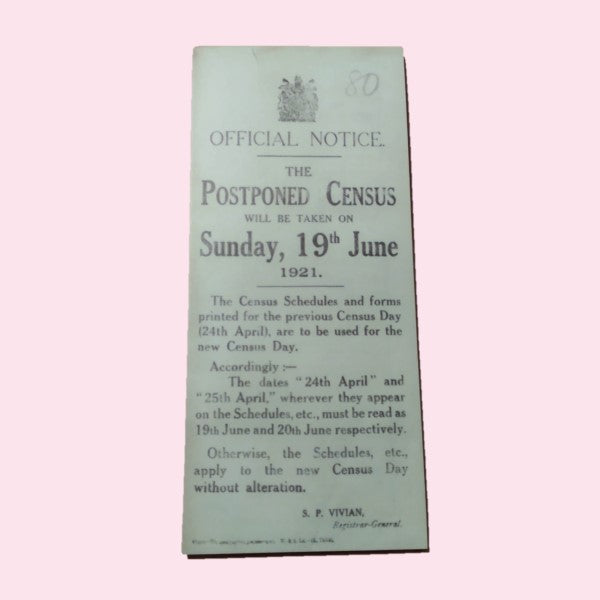 80
OFFICIAL NOTICE.
THE
POSTPONED CENSUS
WILL BE TAKEN ON
Sunday, 19th June
1921.
The Census Schedules and forms
printed for the previous Census Day
(24th April), are to be used for the
new Census Day.
Accordingly :—
The dates "24th April" and
"25th April," wherever they appear
on the Schedules, etc., must be read as
19th June and 20th June respectively.
Otherwise, the Schedules, etc.,
apply to the new Census Day
without alteration.
S. P. VIVIAN,
Registrar-General.